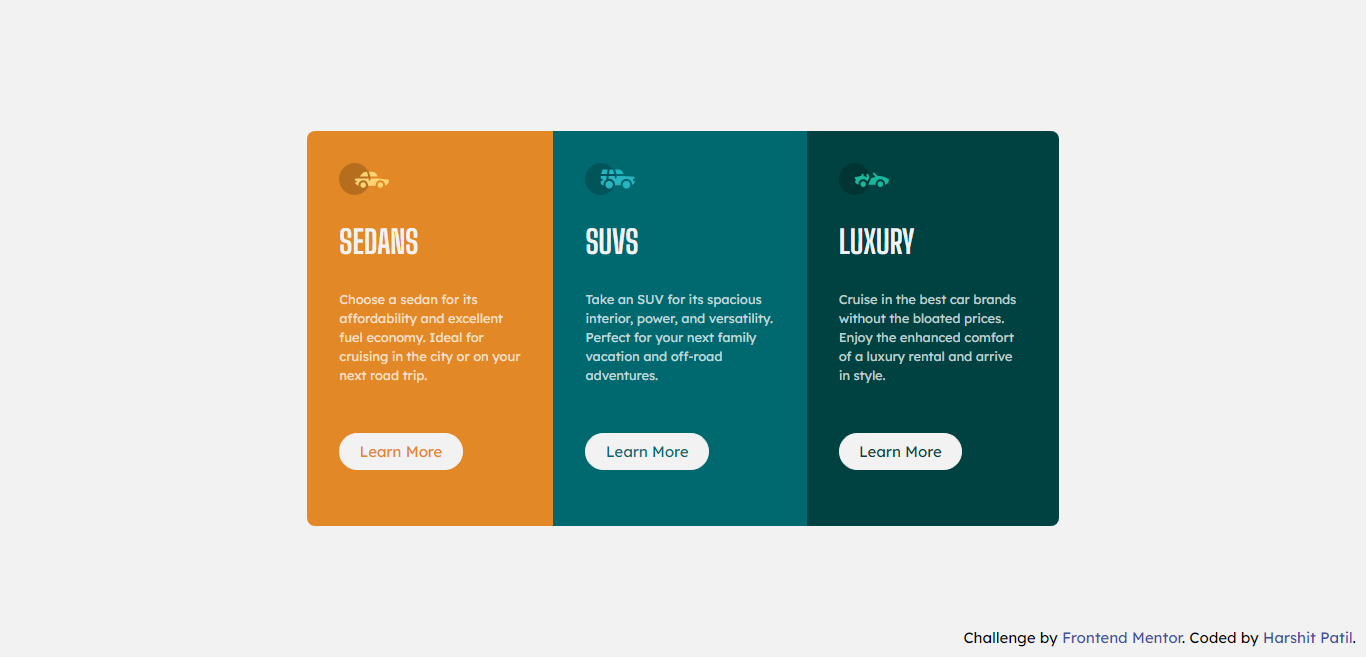 SEDANS
Choose a sedan for its
affordability and excellent
fuel economy. Ideal for
cruising in the city or on your
next road trip.
Learn More
SUVS
Take an SUV for its spacious
interior, power, and versatility.
Perfect for your next family
vacation and off-road
adventures.
Learn More
LUXURY
Cruise in the best car brands
without the bloated prices.
Enjoy the enhanced comfort
of a luxury rental and arrive
in style.
Learn More
Challenge by Frontend Mentor. Coded by Harshit Patil.